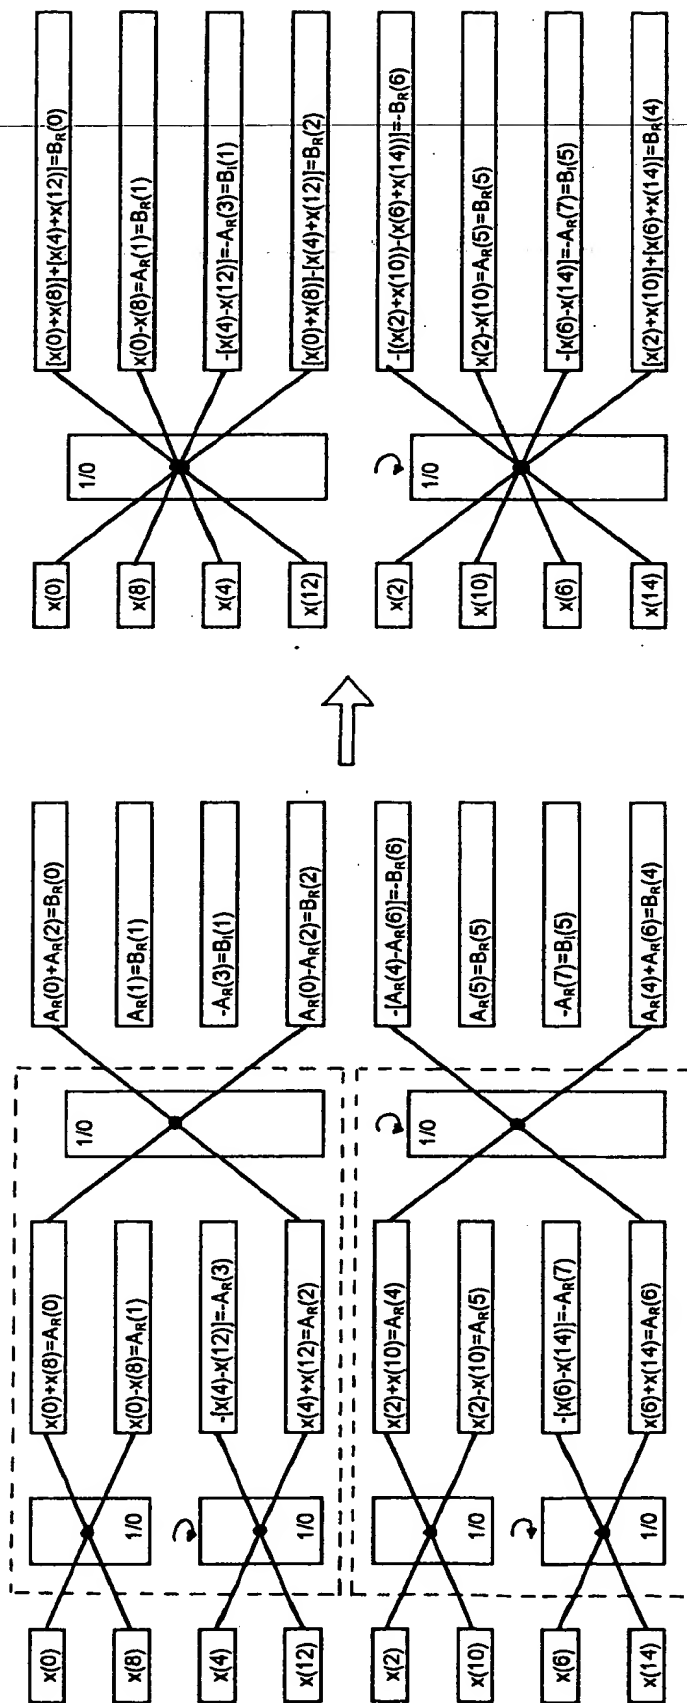 x(0)
x(8)
x(4)
x(12)
x(2)
x(10)
x(6)
x(14)
1/0
1/0
1/0
1/0
x(0)+x(8)=A_R(0)
x(0)-x(8)=A_R(1)
-[x(4)-x(12)]=-A_R(3)
x(4)+x(12)=A_R(2)
x(2)+x(10)=A_R(4)
x(2)-x(10)=A_R(5)
-[x(6)-x(14)]=-A_R(7)
x(6)+x(14)=A_R(6)
1/0
1/0
A_R(0)+A_R(2)=B_R(0)
A_R(1)=B_R(1)
-A_R(3)=B_I(1)
A_R(0)-A_R(2)=B_R(2)
-[A_R(4)-A_R(6)]=-B_R(6)
A_R(5)=B_R(5)
-A_R(7)=B_I(5)
A_R(4)+A_R(6)=B_R(4)
x(0)
x(8)
x(4)
x(12)
x(2)
x(10)
x(6)
x(14)
1/0
1/0
[x(0)+x(8)]+[x(4)+x(12)]=B_R(0)
x(0)-x(8)=A_R(1)=B_R(1)
-[x(4)-x(12)]=-A_R(3)=B_I(1)
[x(0)+x(8)]-[x(4)+x(12)]=B_R(2)
-[(x(2)+x(10))-(x(6)+x(14))]=-B_R(6)
x(2)-x(10)=A_R(5)=B_R(5)
-[x(6)-x(14)]=-A_R(7)=B_I(5)
[x(2)+x(10)]+[x(6)+x(14)]=B_R(4)